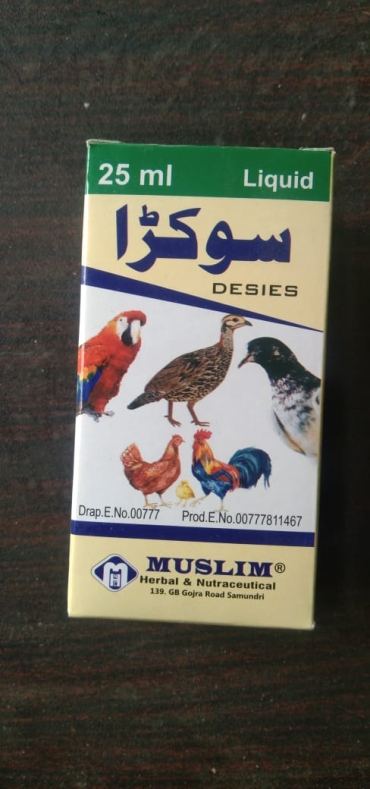 25 ml Liquid
سوکڑا
DESIES
Drap.E.No.00777 Prod.E.No.00777811467
MUSLIM®
Herbal & Nutraceutical
139. GB Gojra Road Samundri